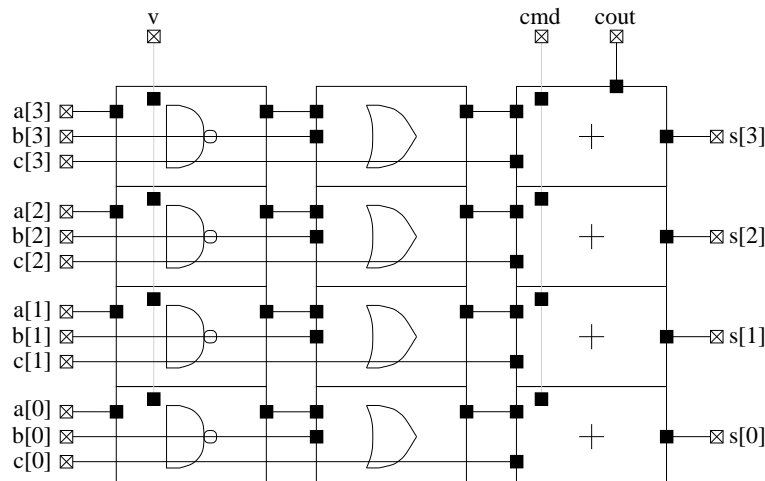 v cmd cout
a[3]
b[3] s[3]
c[3]
a[2]
b[2] s[2]
c[2]
a[1]
b[1] s[1]
c[1]
a[0]
b[0] s[0]
c[0]